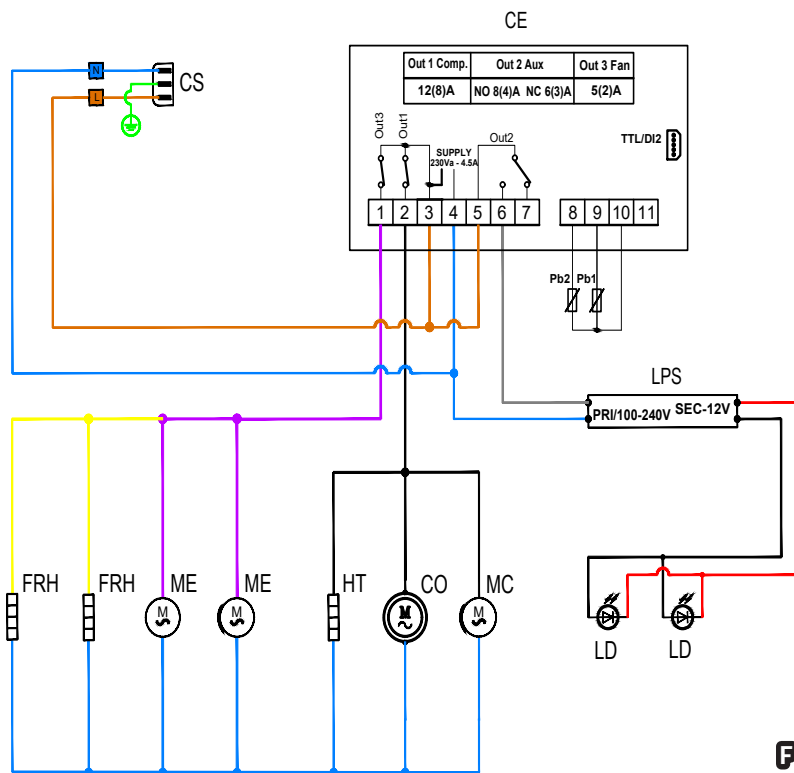 CE
Out 1 Comp. Out 2 Aux Out 3 Fan
12(8)A NO 8(4)A NC 6(3)A 5(2)A
N
L
CS
Out3
Out1
Out2
SUPPLY
230Va - 4.5A
TTL/DI2
1 2 3 4 5 6 7 8 9 10 11
Pb2 Pb1
LPS
PRI/100-240V SEC-12V
FRH FRH ME ME HT CO MC
M M M M
LD LD
F